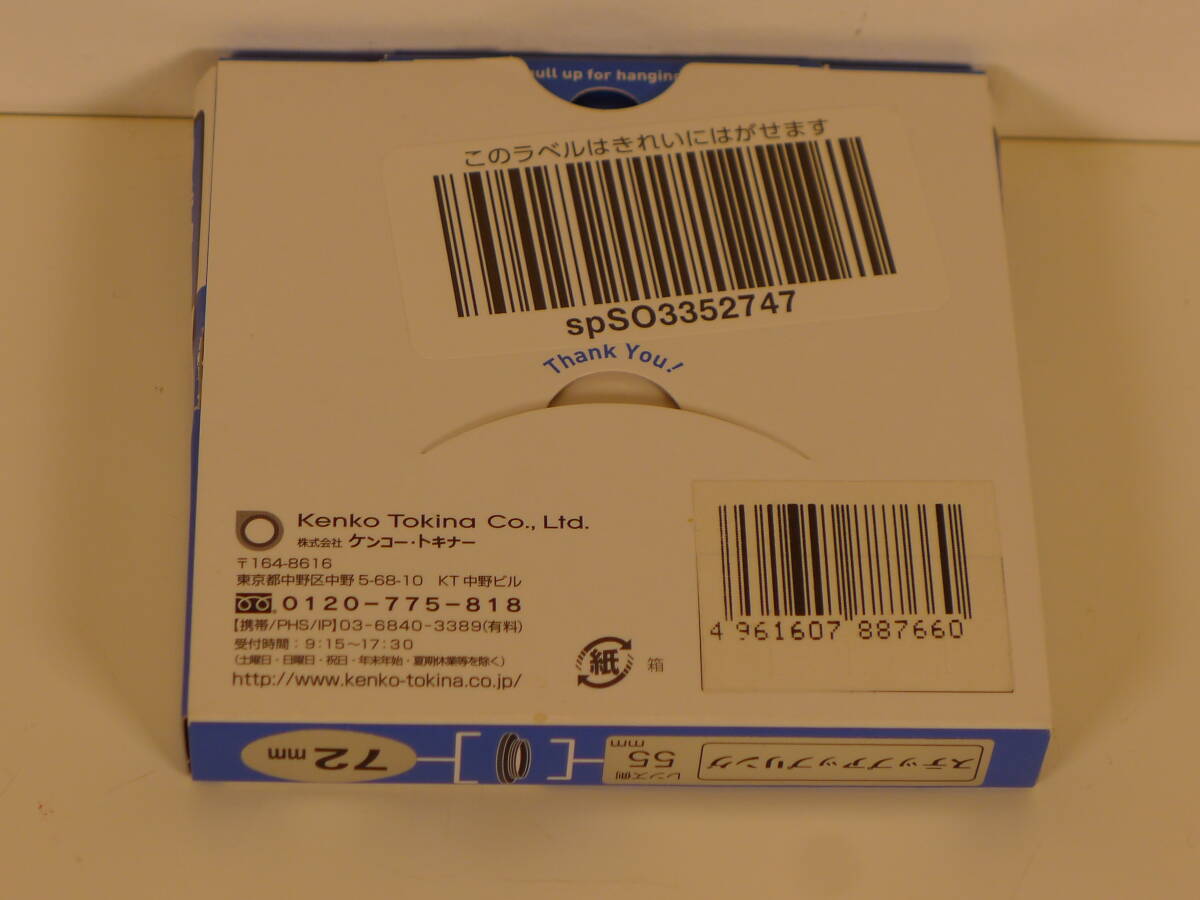 ull up for hanging
このラベルはきれいにはがせます
spSO3352747
Thank You!
Kenko Tokina Co., Ltd.
株式会社 ケンコー・トキナー
〒164-8616
東京都中野区中野 5-68-10 KT 中野ビル
0120-775-818
【携帯/PHS/IP】03-6840-3389(有料)
受付時間:9:15〜17:30
(土曜日・日曜日・祝日・年末年始・夏期休業等を除く)
http://www.kenko-tokina.co.jp/
紙 箱
4 961607 887660
ステップアップリング
レンズ側
55 mm
72 mm